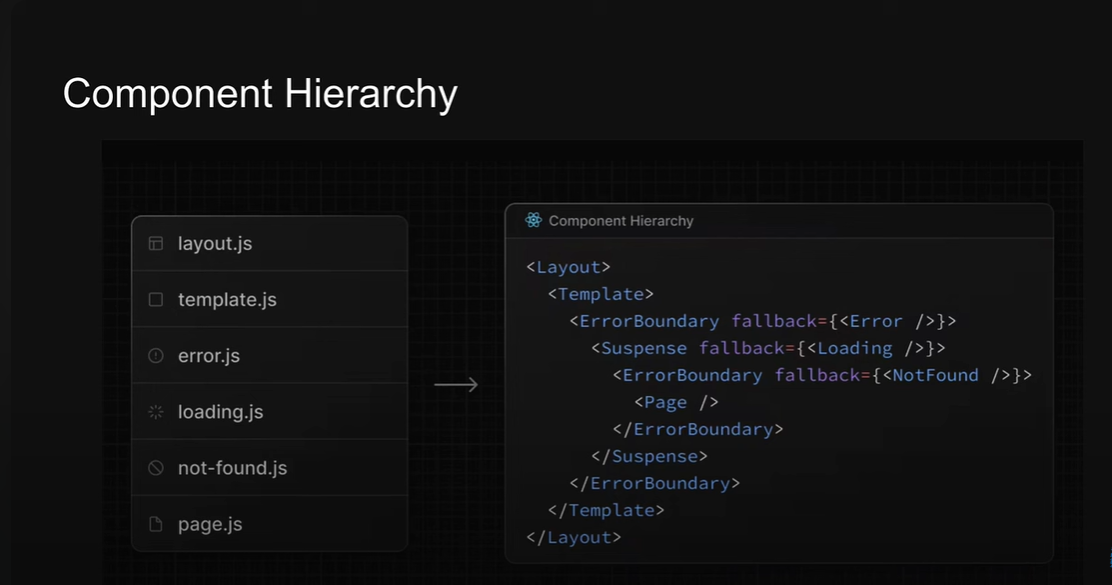 Component Hierarchy
layout.js
template.js
error.js
loading.js
not-found.js
page.js
Component Hierarchy
<Layout>
<Template>
<ErrorBoundary fallback={<Error />}>
<Suspense fallback={<Loading />}>
<ErrorBoundary fallback={<NotFound />}>
<Page />
</ErrorBoundary>
</Suspense>
</ErrorBoundary>
</Template>
</Layout>